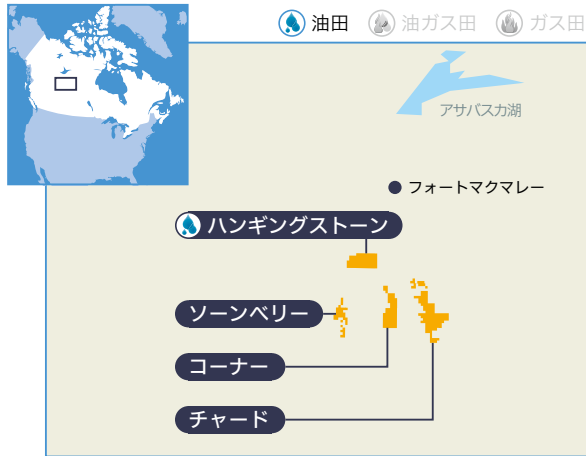 油田 油ガス田 ガス田
アサバスカ湖
フォートマクマレー
ハンギングストーン
ソーンベリー
コーナー
チャード